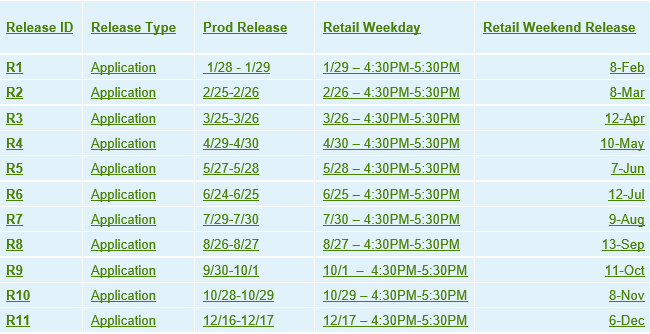 Release ID Release Type Prod Release Retail Weekday Retail Weekend Release
R1 Application 1/28 - 1/29 1/29 – 4:30PM-5:30PM 8-Feb
R2 Application 2/25-2/26 2/26 – 4:30PM-5:30PM 8-Mar
R3 Application 3/25-3/26 3/26 – 4:30PM-5:30PM 12-Apr
R4 Application 4/29-4/30 4/30 – 4:30PM-5:30PM 10-May
R5 Application 5/27-5/28 5/28 – 4:30PM-5:30PM 7-Jun
R6 Application 6/24-6/25 6/25 – 4:30PM-5:30PM 12-Jul
R7 Application 7/29-7/30 7/30 – 4:30PM-5:30PM 9-Aug
R8 Application 8/26-8/27 8/27 – 4:30PM-5:30PM 13-Sep
R9 Application 9/30-10/1 10/1 – 4:30PM-5:30PM 11-Oct
R10 Application 10/28-10/29 10/29 – 4:30PM-5:30PM 8-Nov
R11 Application 12/16-12/17 12/17 – 4:30PM-5:30PM 6-Dec